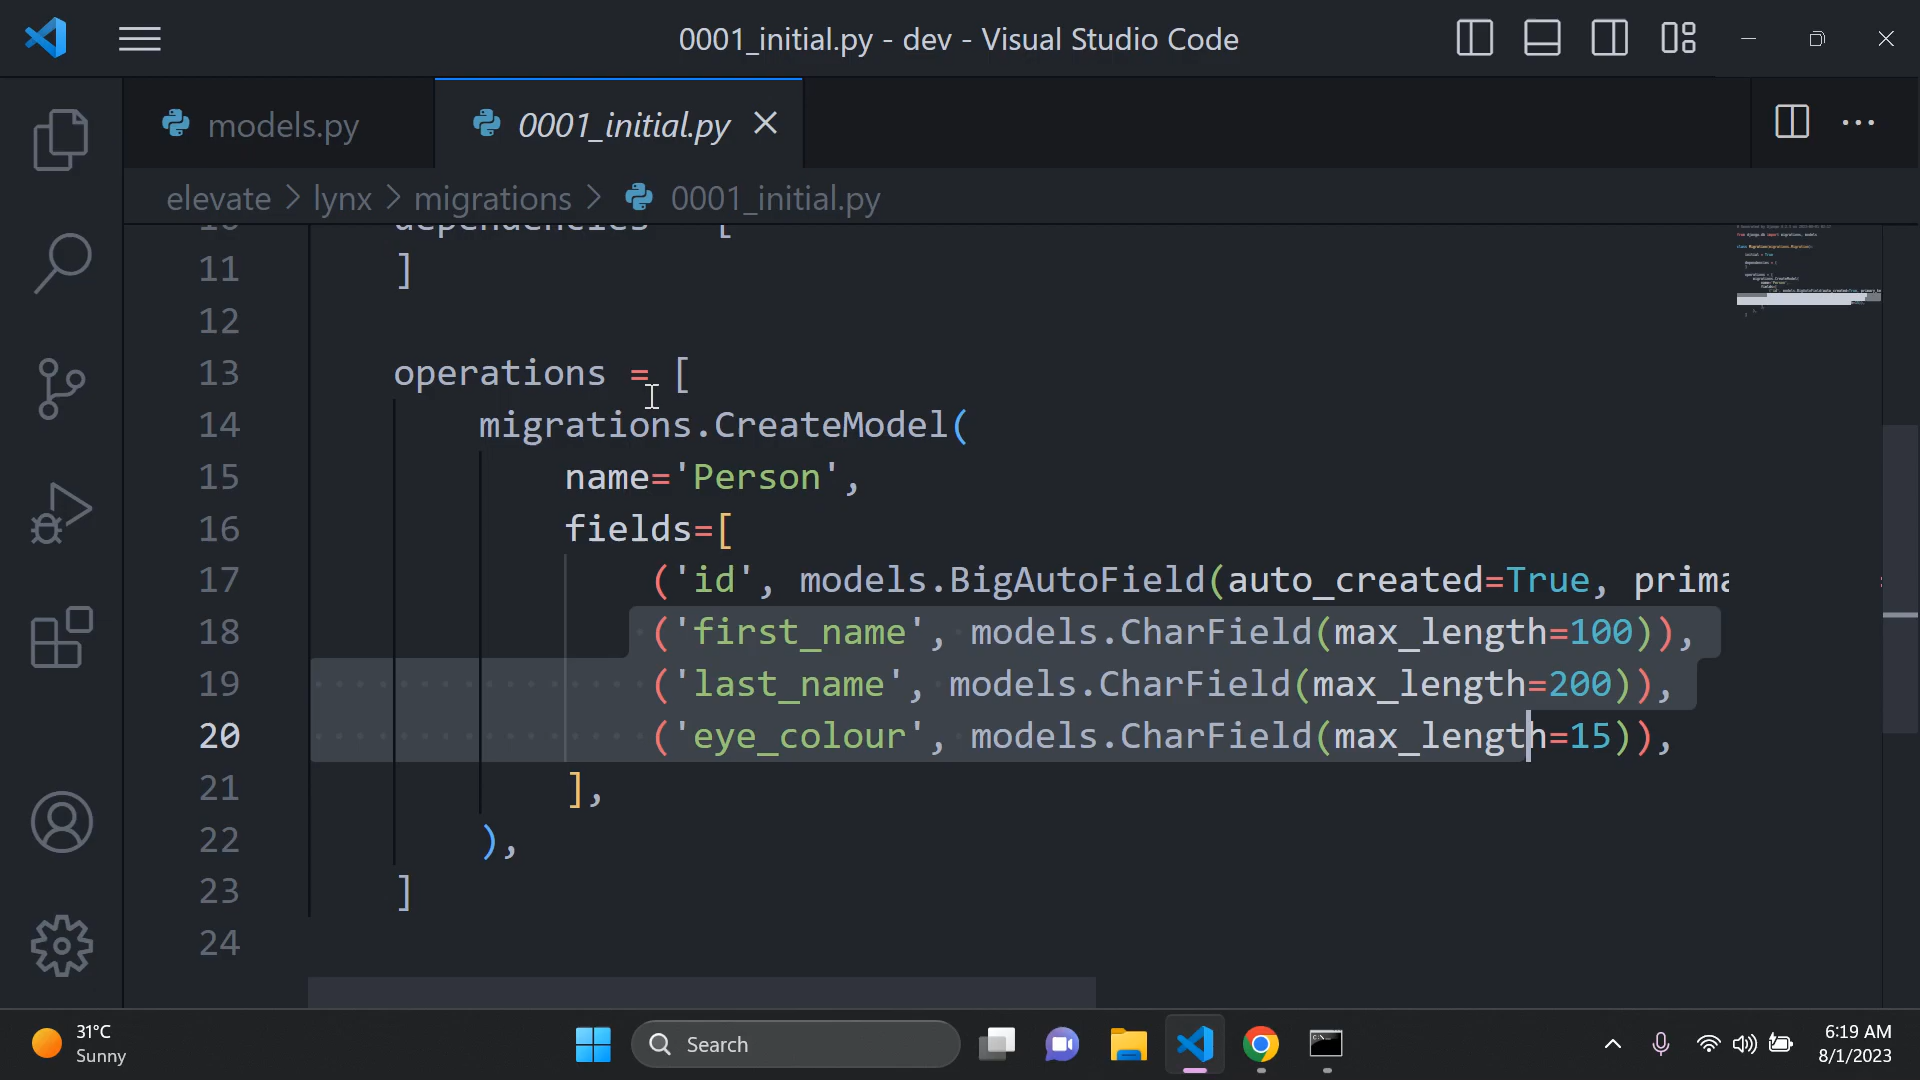 0001_initial.py - dev - Visual Studio Code
models.py
0001_initial.py
elevate > lynx > migrations > 0001_initial.py
10 dependencies = [
11 ]
12
13 operations = [
14 migrations.CreateModel(
15 name='Person',
16 fields=[
17 ('id', models.BigAutoField(auto_created=True, prima
18 ('first_name', models.CharField(max_length=100)),
19 ('last_name', models.CharField(max_length=200)),
20 ('eye_colour', models.CharField(max_length=15)),
21 ],
22 ),
23 ]
24
31°C
Sunny
Search
6:19 AM
8/1/2023